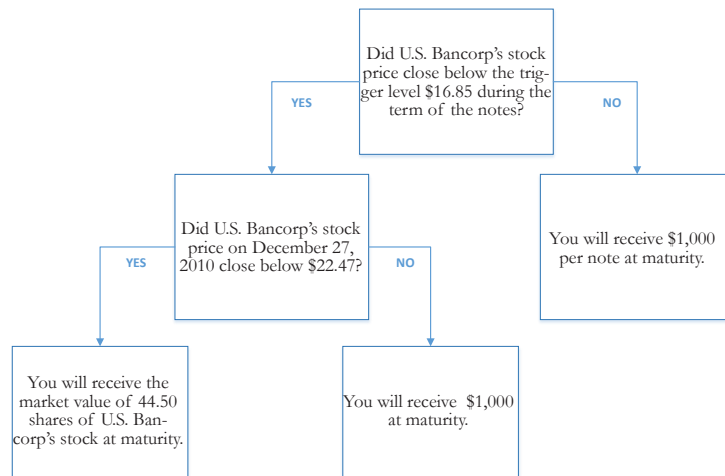 Did U.S. Bancorp's stock
price close below the trig-
ger level $16.85 during the
term of the notes?
YES
NO
Did U.S. Bancorp's stock
price on December 27,
2010 close below $22.47?
You will receive $1,000
per note at maturity.
YES
NO
You will receive the
market value of 44.50
shares of U.S. Ban-
corp's stock at maturity.
You will receive $1,000
at maturity.